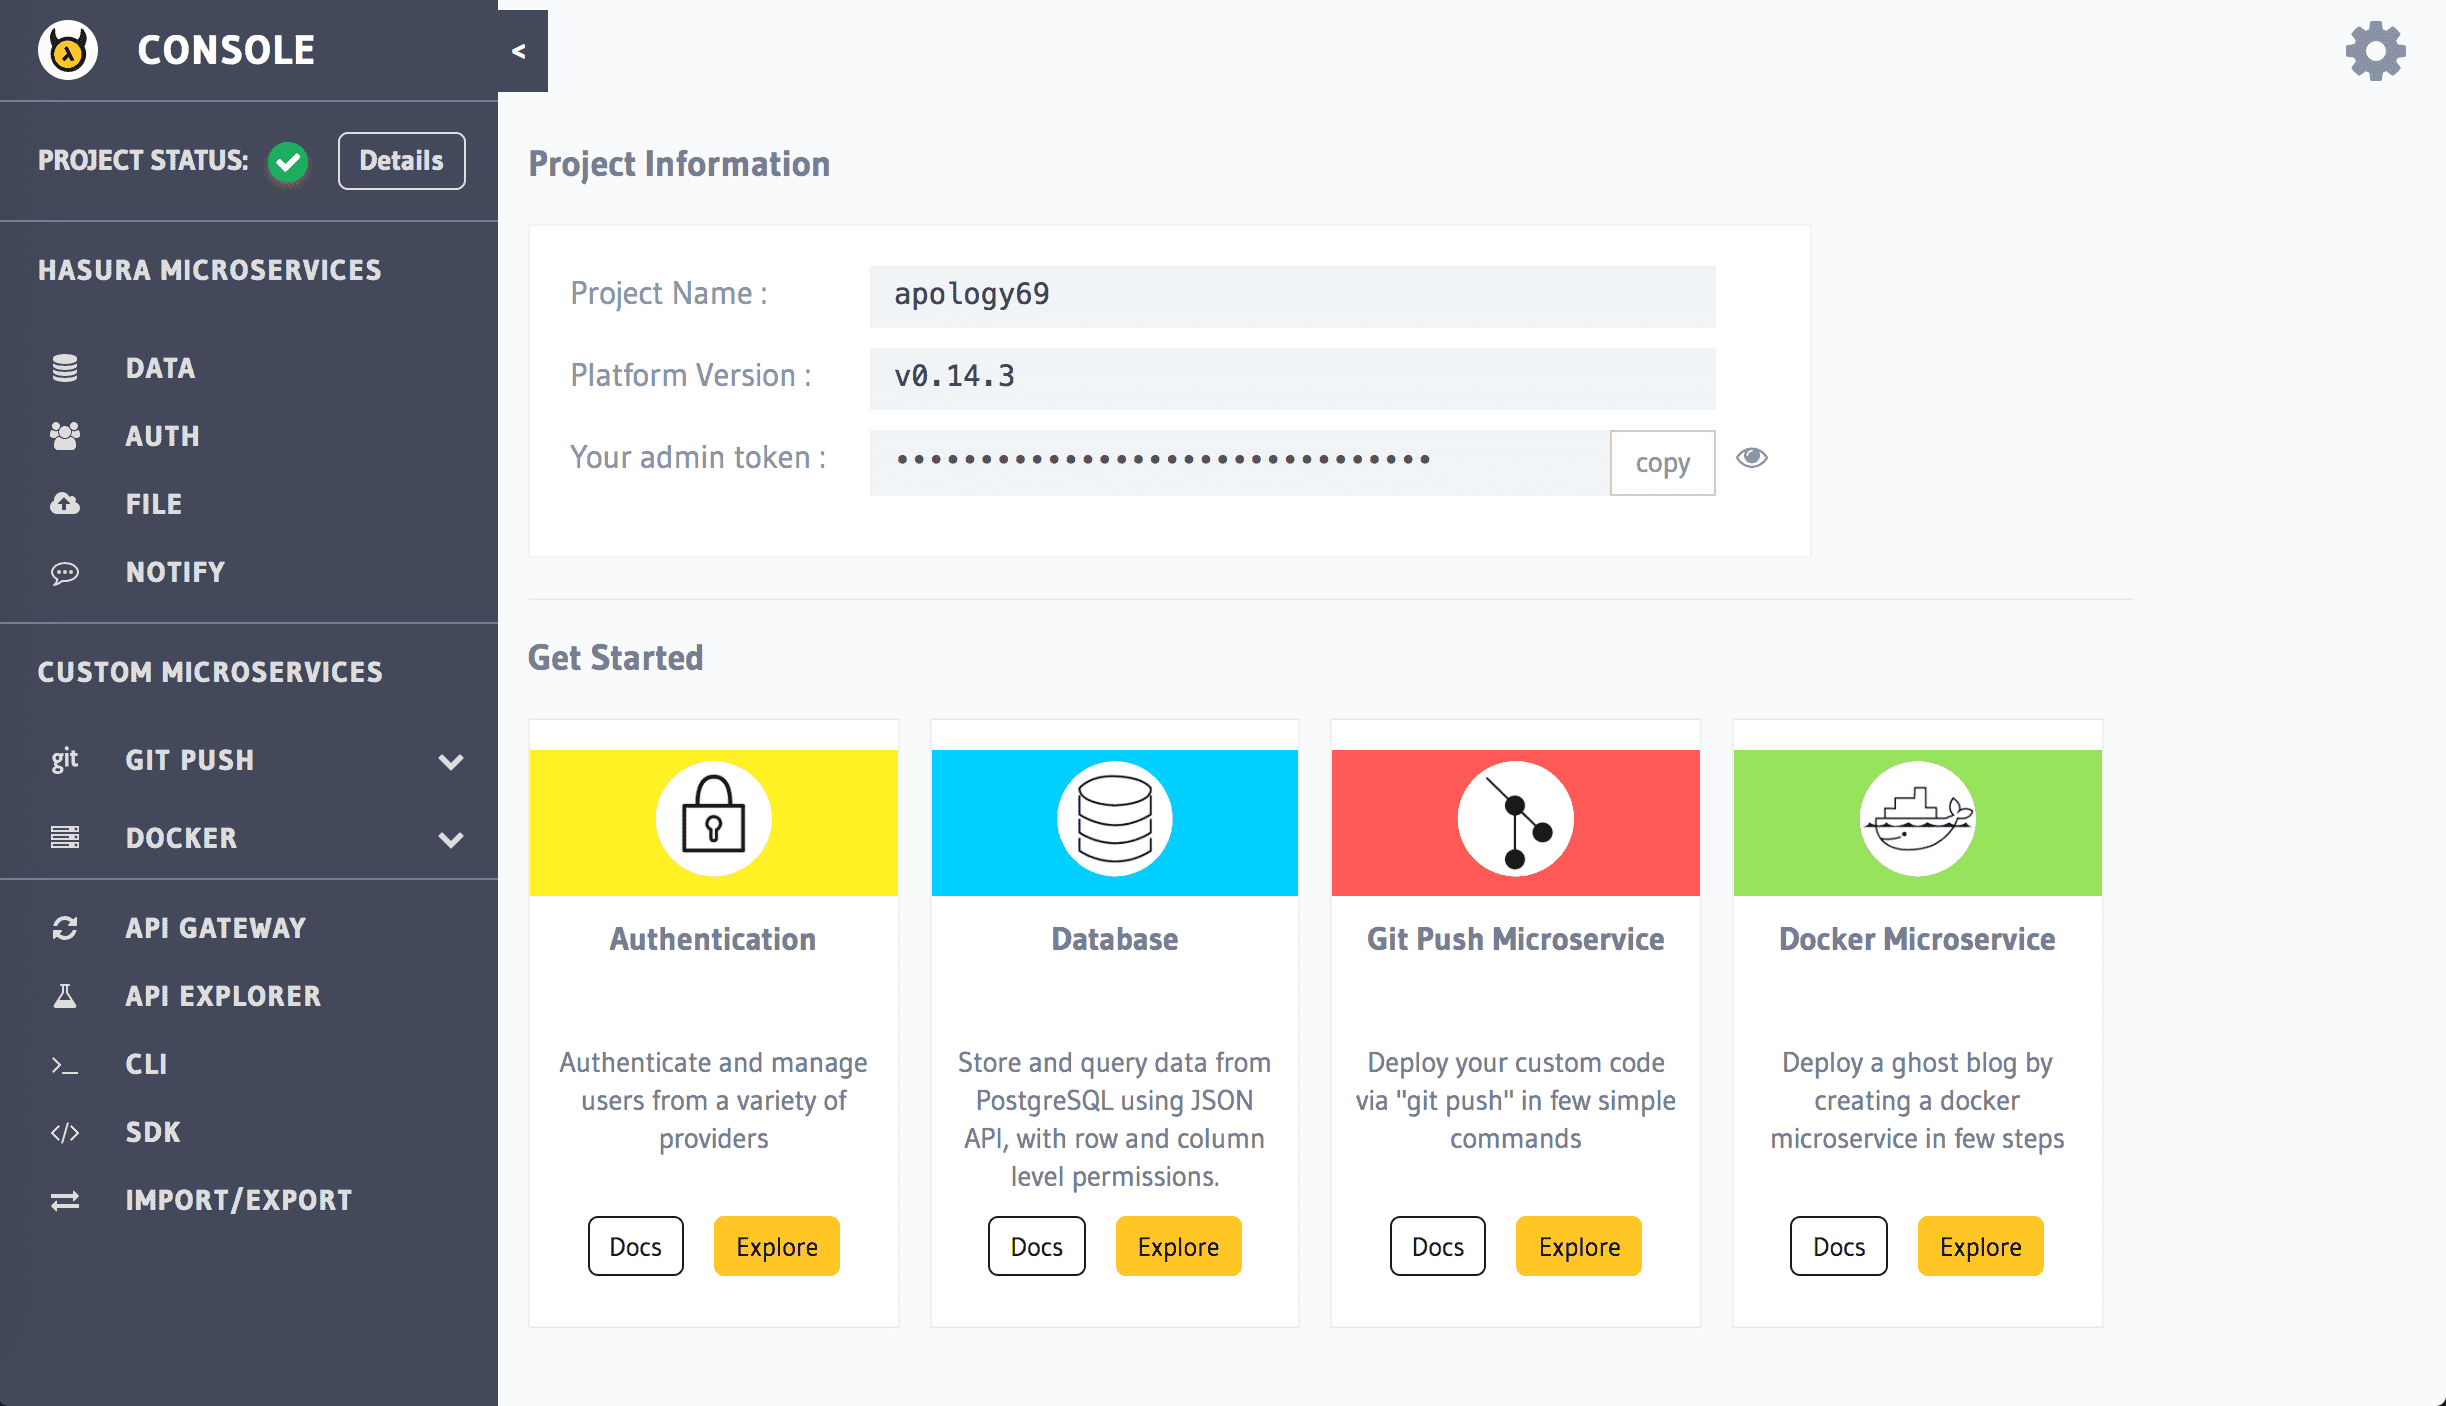 CONSOLE
<
PROJECT STATUS:
Details
HASURA MICROSERVICES
DATA
AUTH
FILE
NOTIFY
CUSTOM MICROSERVICES
git GIT PUSH
DOCKER
API GATEWAY
API EXPLORER
CLI
SDK
IMPORT/EXPORT
Project Information
Project Name : apology69
Platform Version : v0.14.3
Your admin token : •••••••••••••••••••••••••••••••• copy
Get Started
Authentication
Authenticate and manage
users from a variety of
providers
Docs Explore
Database
Store and query data from
PostgreSQL using JSON
API, with row and column
level permissions.
Docs Explore
Git Push Microservice
Deploy your custom code
via "git push" in few simple
commands
Docs Explore
Docker Microservice
Deploy a ghost blog by
creating a docker
microservice in few steps
Docs Explore